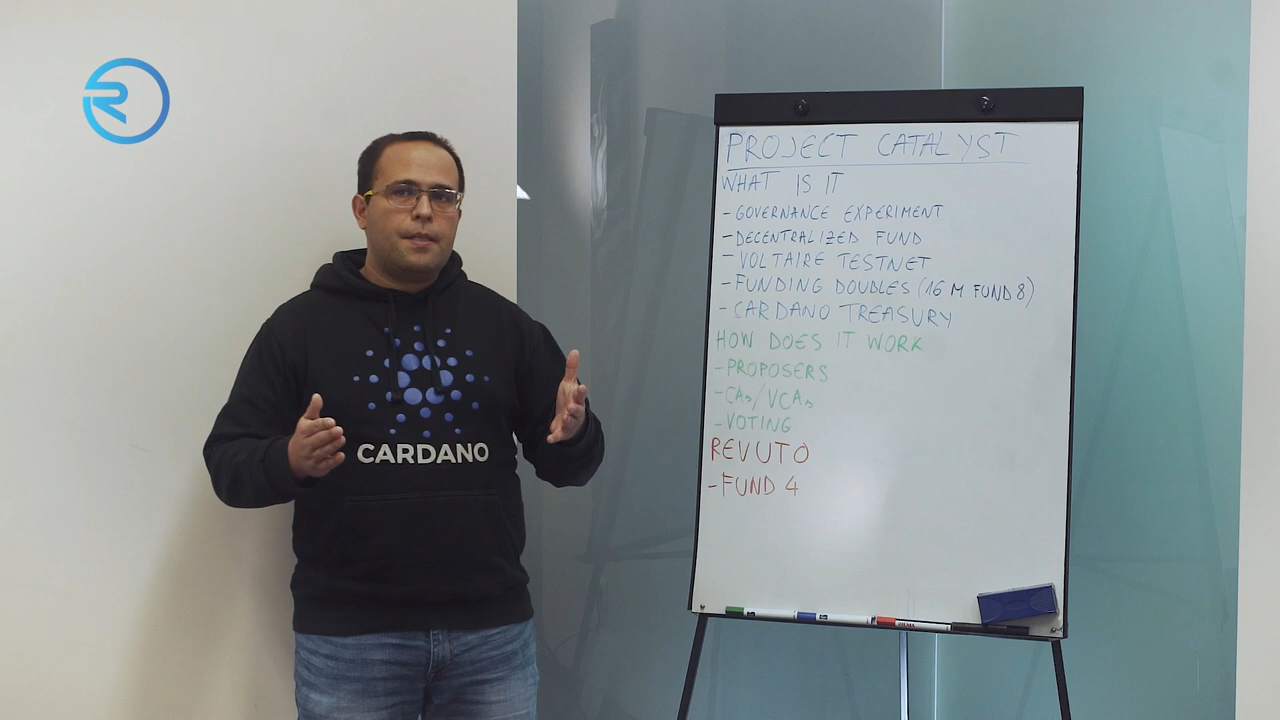 PROJECT CATALYST
WHAT IS IT
- GOVERNANCE EXPERIMENT
- DECENTRALIZED FUND
- VOLTAIRE TESTNET
- FUNDING DOUBLES (16 M FUND 8)
- CARDANO TREASURY
HOW DOES IT WORK
- PROPOSERS
- CAs/VCAs
- VOTING
REVUTO
- FUND 4
CARDANO